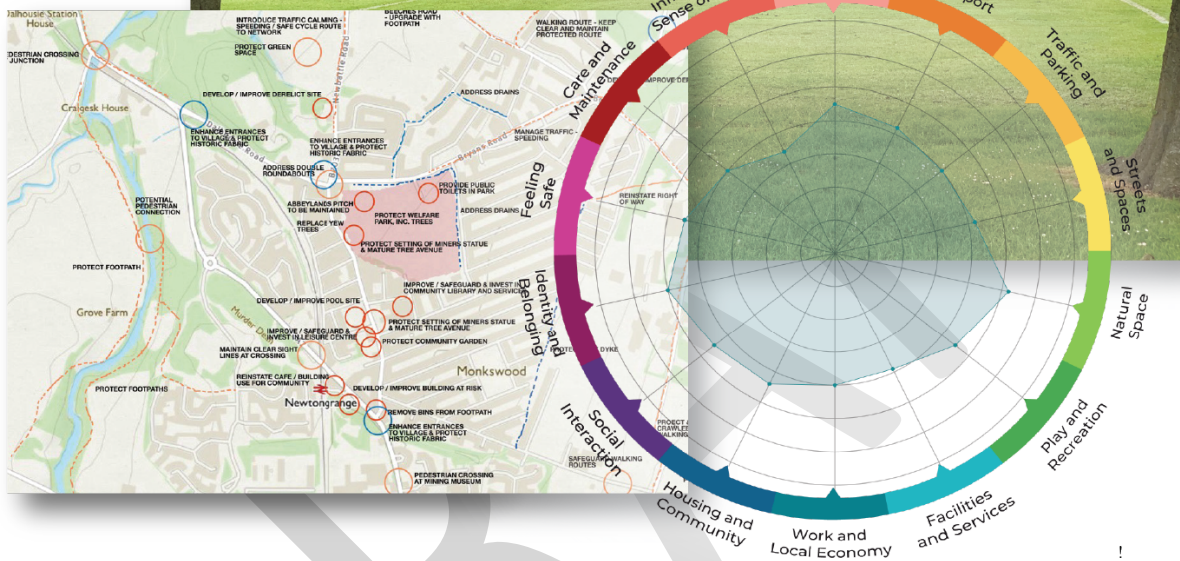 Dalhousie Station
House
INTRODUCE TRAFFIC CALMING -
SPEEDING / SAFE CYCLE ROUTE
TO NETWORK
BEECHES ROAD
- UPGRADE WITH
FOOTPATH
WALKING ROUTE - KEEP
CLEAR AND MAINTAIN
PROTECTED ROUTE
PEDESTRIAN CROSSING
JUNCTION
PROTECT GREEN
SPACE
Newbattle Road
DEVELOP / IMPROVE DERELICT SITE
ADDRESS DRAINS
Craigesk House
ENHANCE ENTRANCES
TO VILLAGE & PROTECT
HISTORIC FABRIC
ENHANCE ENTRANCES
TO VILLAGE & PROTECT
HISTORIC FABRIC
MANAGE TRAFFIC -
SPEEDING
Bryans Road
ADDRESS DOUBLE
ROUNDABOUTS
PROVIDE PUBLIC
TOILETS IN PARK
REINSTATE RIGHT
OF WAY
POTENTIAL
PEDESTRIAN
CONNECTION
ABBEYLANDS PITCH
TO BE MAINTAINED
PROTECT WELFARE
PARK, INC. TREES
ADDRESS DRAINS
REPLACE YEW
TREES
PROTECT SETTING OF MINERS STATUE
& MATURE TREE AVENUE
PROTECT FOOTPATH
IMPROVE / SAFEGUARD & INVEST IN
COMMUNITY LIBRARY AND SERVICES
DEVELOP / IMPROVE POOL SITE
Grove Farm
PROTECT SETTING OF MINERS STATUE
& MATURE TREE AVENUE
IMPROVE / SAFEGUARD &
INVEST IN LEISURE CENTRE
PROTECT COMMUNITY GARDEN
MAINTAIN CLEAR SIGHT
LINES AT CROSSING
Monkswood
REINSTATE CAFE / BUILDING
USE FOR COMMUNITY
PROTECT FOOTPATHS
DEVELOP / IMPROVE BUILDING AT RISK
Newtongrange
REMOVE BINS FROM FOOTPATH
ENHANCE ENTRANCES
TO VILLAGE & PROTECT
HISTORIC FABRIC
SAFEGUARD WALKING
ROUTES
PEDESTRIAN CROSSING
AT MINING MUSEUM
Sense of
Traffic and
Parking
Streets
and Spaces
Natural
Space
Play and
Recreation
Facilities
and Services
Work and
Local Economy
Housing and
Community
Social
Interaction
Identity and
Belonging
Feeling
Safe
Care and
Maintenance
!